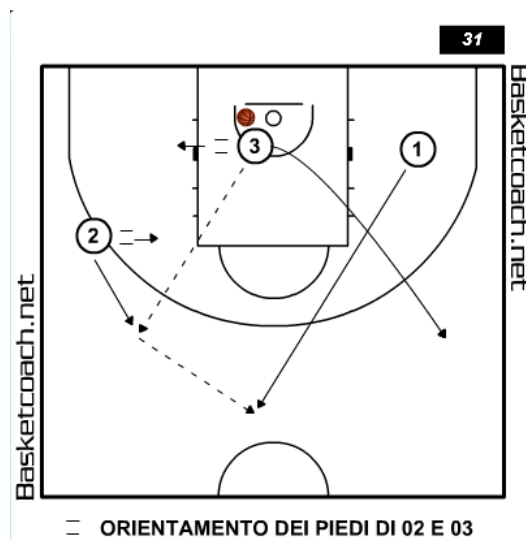 31
Basketcoach.net
3
1
2
Basketcoach.net
ORIENTAMENTO DEI PIEDI DI 02 E 03